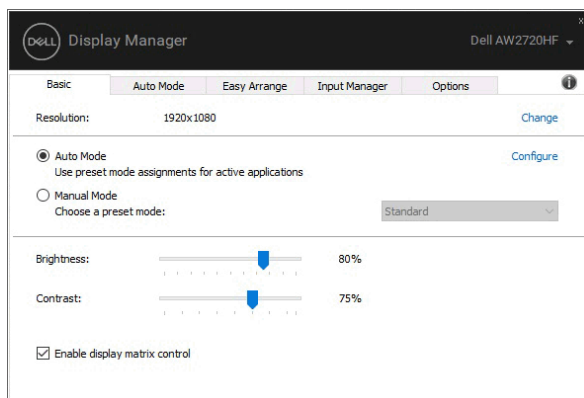 DELL Display Manager
Dell AW2720HF
Basic Auto Mode Easy Arrange Input Manager Options
Resolution: 1920x1080 Change
Auto Mode Configure
Use preset mode assignments for active applications
Manual Mode
Choose a preset mode: Standard
Brightness: 80%
Contrast: 75%
Enable display matrix control